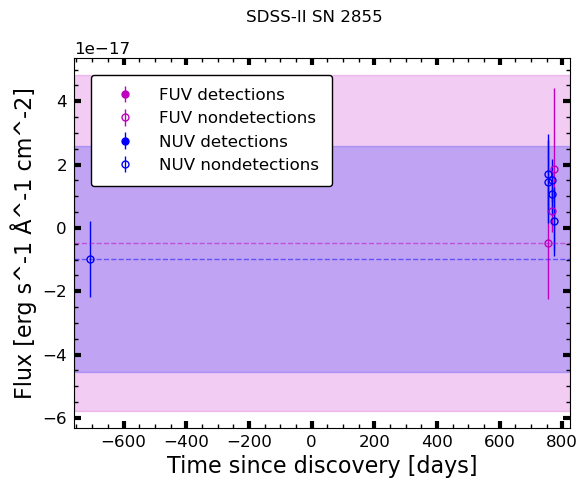 SDSS-II SN 2855
1e−17
FUV detections
FUV nondetections
NUV detections
NUV nondetections
4
2
0
−2
−4
−6
Flux [erg s^-1 Å^-1 cm^-2]
−600 −400 −200 0 200 400 600 800
Time since discovery [days]